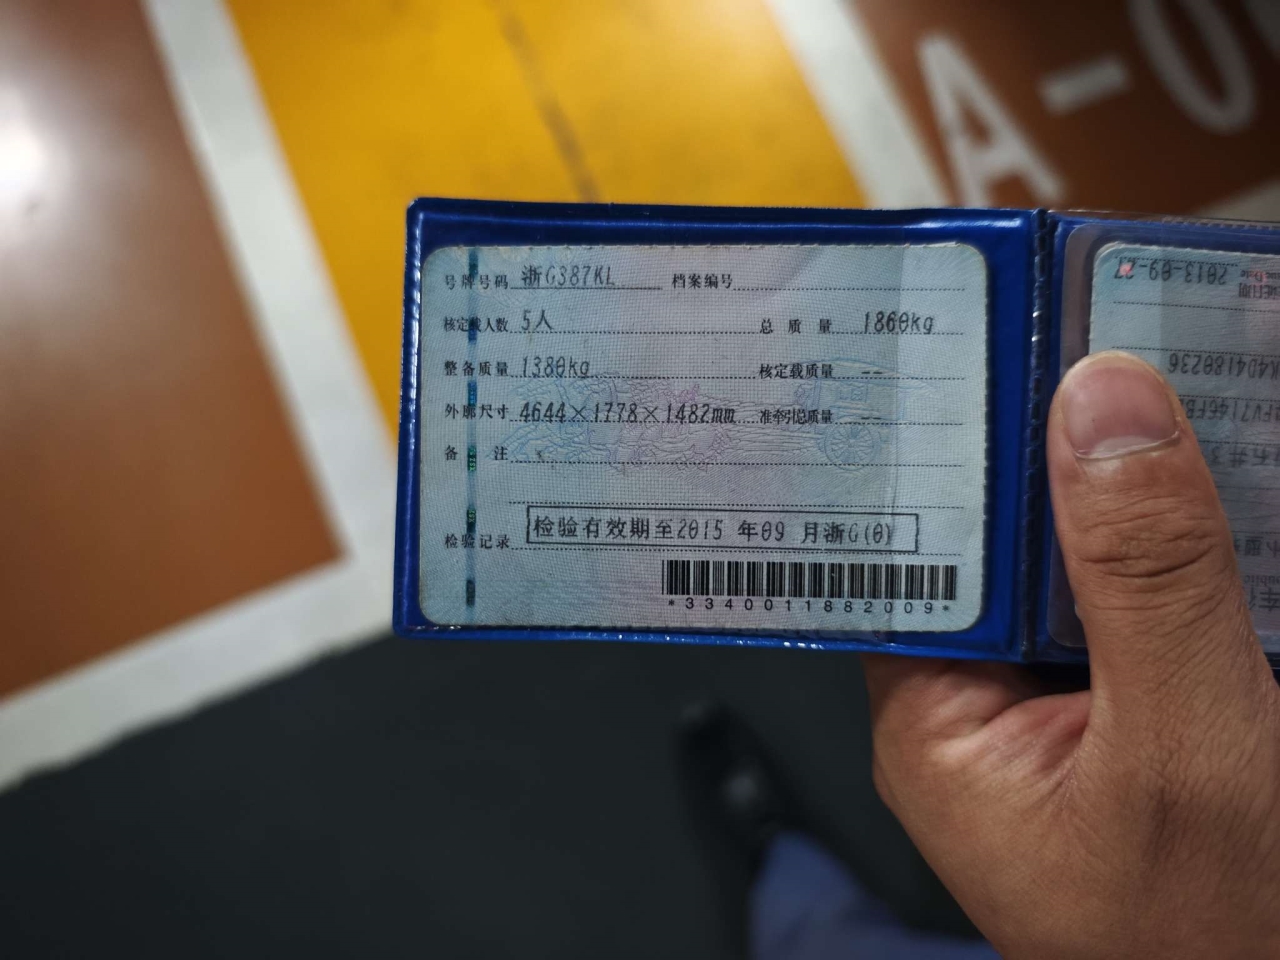 A-0
号牌号码 浙G387KL 档案编号
核定载人数 5人 总质量 1860kg
整备质量 1380kg 核定载质量 --
外廓尺寸 4644×1778×1482mm 准牵引总质量 --
备注
检验记录 检验有效期至2015 年09 月浙G(0)
*3340011882009*
2013-09-27
4D4180236
FV7146FB